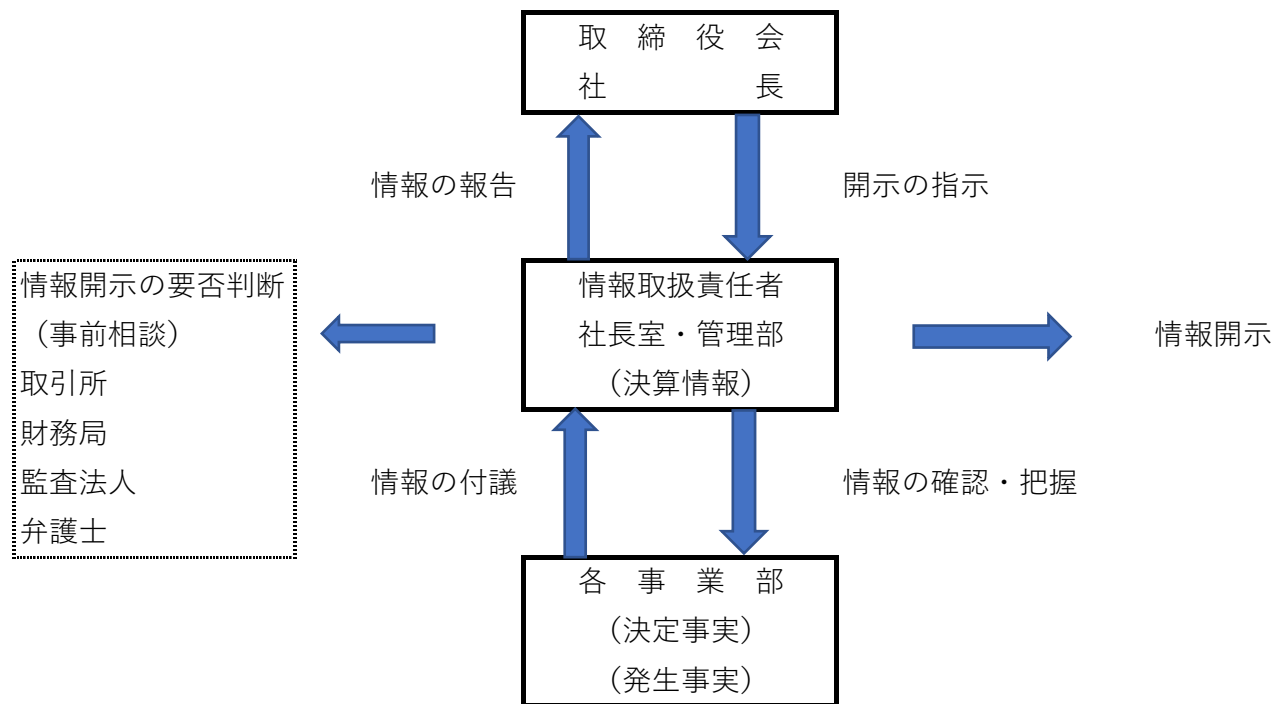 取　締　役　会
社　　　　　長
情報の報告
開示の指示
情報開示の要否判断
（事前相談）
取引所
財務局
監査法人
弁護士
情報取扱責任者
社長室・管理部
（決算情報）
情報開示
情報の付議
情報の確認・把握
各　事　業　部
（決定事実）
（発生事実）